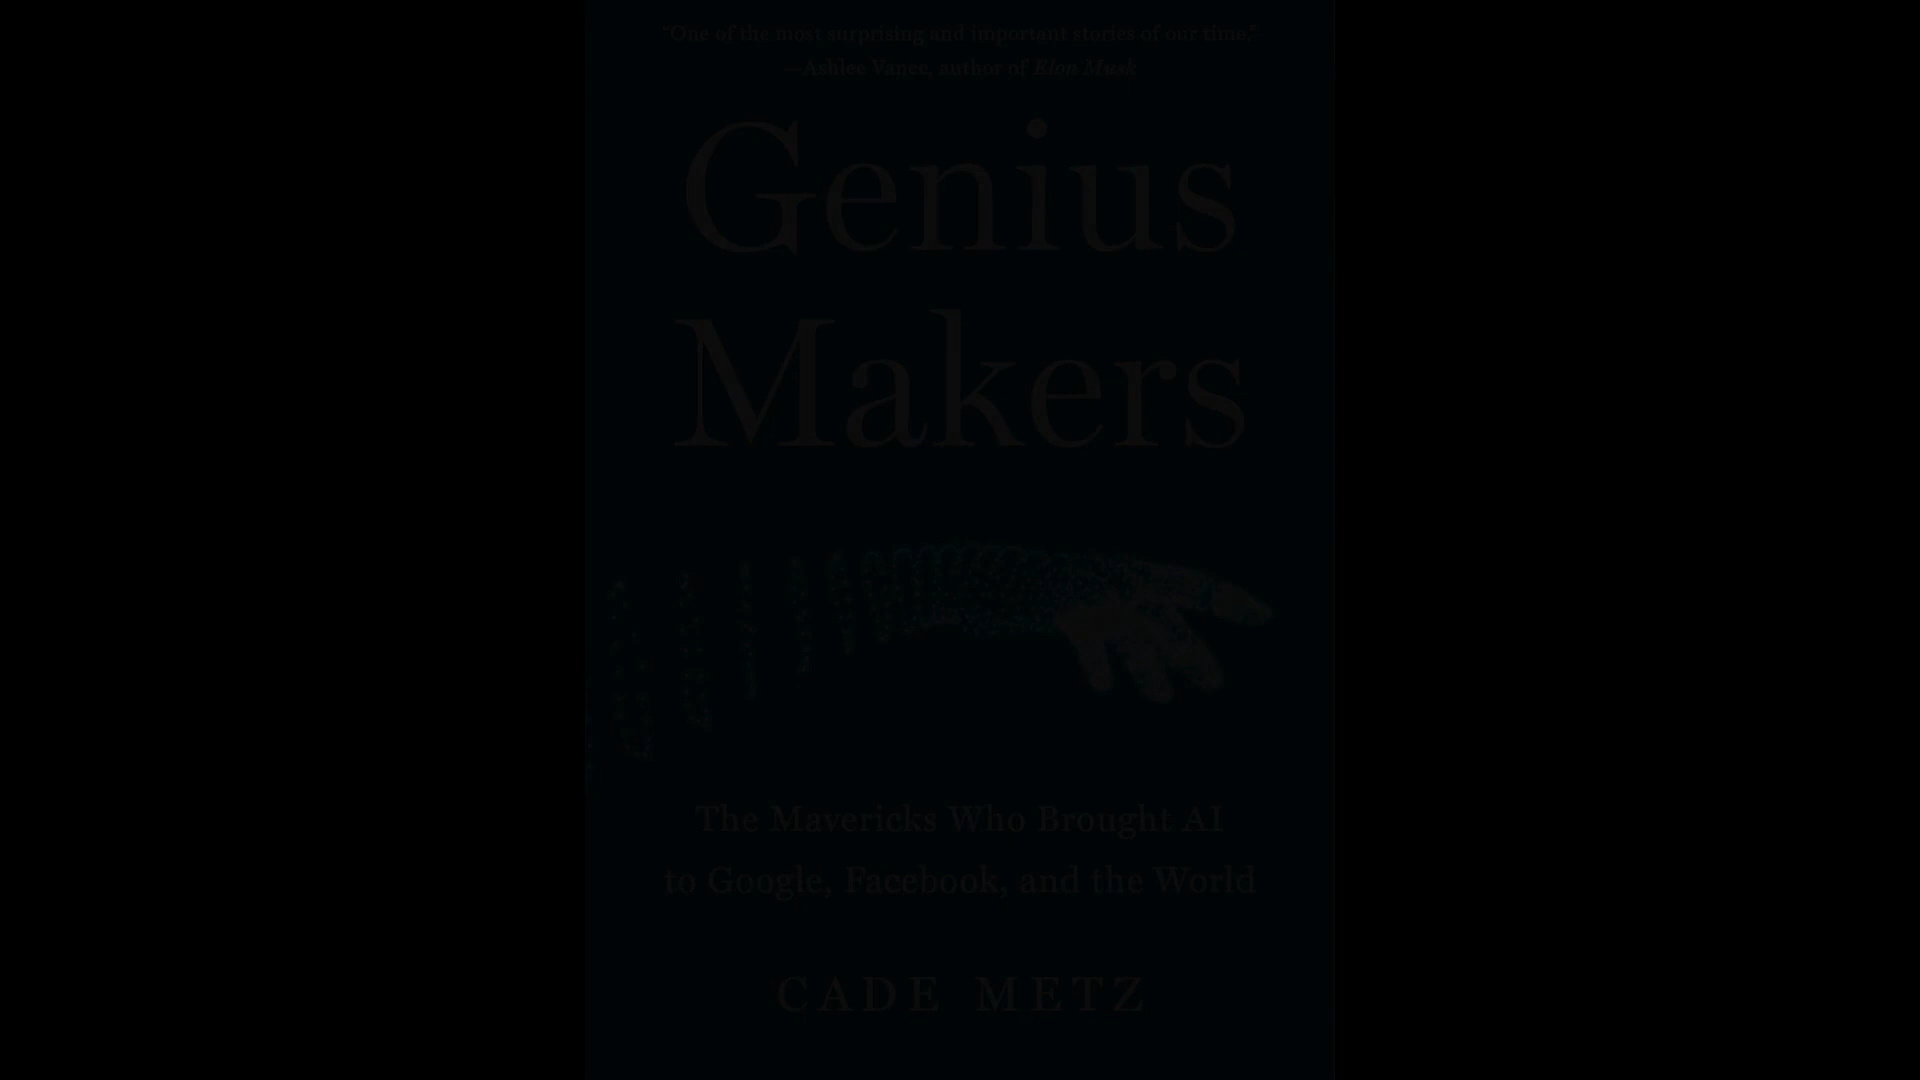 “One of the most surprising and important stories of our time.”
—Ashlee Vance, author of Elon Musk
Genius
Makers
The Mavericks Who Brought AI
to Google, Facebook, and the World
CADE METZ